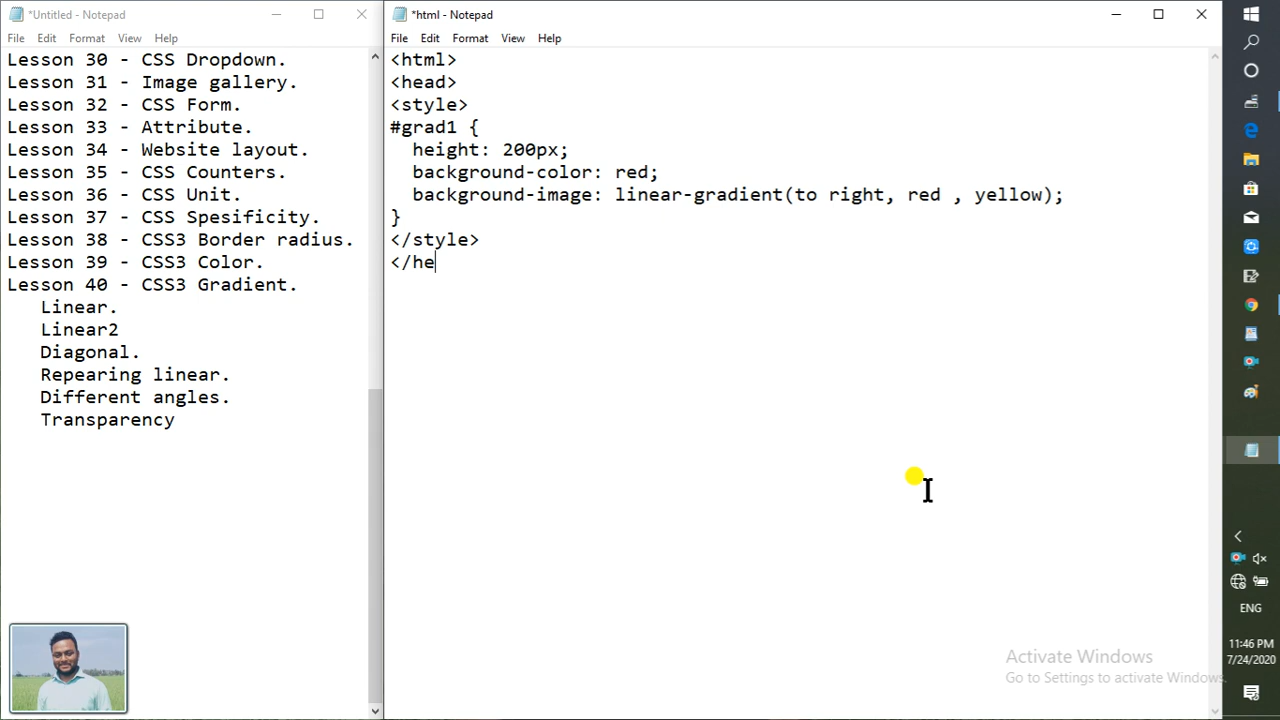 *Untitled - Notepad
File Edit Format View Help
Lesson 30 - CSS Dropdown.
Lesson 31 - Image gallery.
Lesson 32 - CSS Form.
Lesson 33 - Attribute.
Lesson 34 - Website layout.
Lesson 35 - CSS Counters.
Lesson 36 - CSS Unit.
Lesson 37 - CSS Spesificity.
Lesson 38 - CSS3 Border radius.
Lesson 39 - CSS3 Color.
Lesson 40 - CSS3 Gradient.
Linear.
Linear2
Diagonal.
Repearing linear.
Different angles.
Transparency
*html - Notepad
File Edit Format View Help
<html>
<head>
<style>
#grad1 {
height: 200px;
background-color: red;
background-image: linear-gradient(to right, red , yellow);
}
</style>
</he
Activate Windows
Go to Settings to activate Windows.
ENG
11:46 PM
7/24/2020